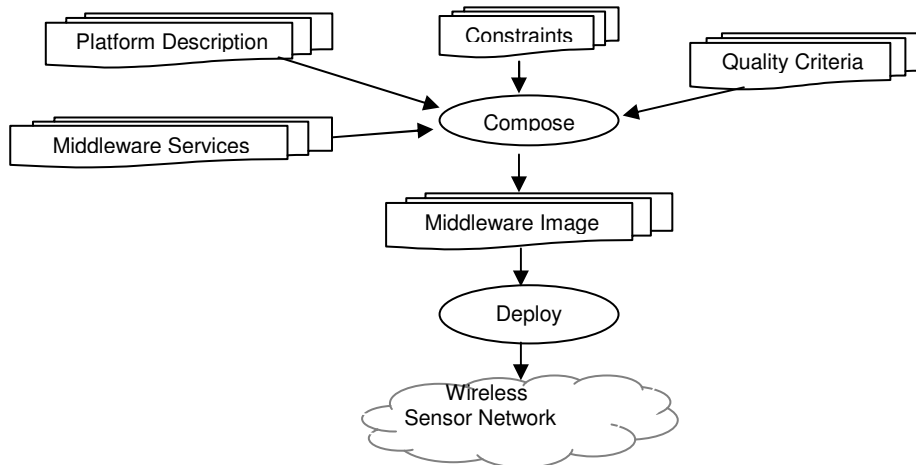 Platform Description
Constraints
Quality Criteria
Compose
Middleware Services
Middleware Image
Deploy
Wireless
Sensor Network